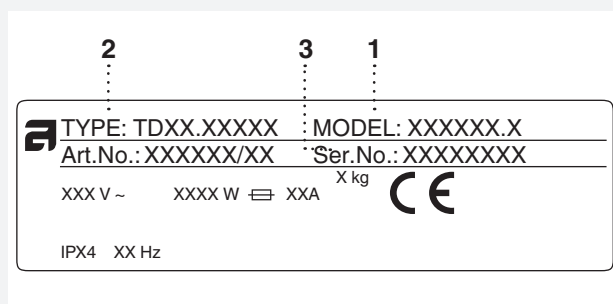 2 3 1
TYPE: TDXX.XXXXX MODEL: XXXXXX.X
Art.No.: XXXXXX/XX Ser.No.: XXXXXXXX
X kg
XXX V ~ XXXX W XXA CE
IPX4 XX Hz